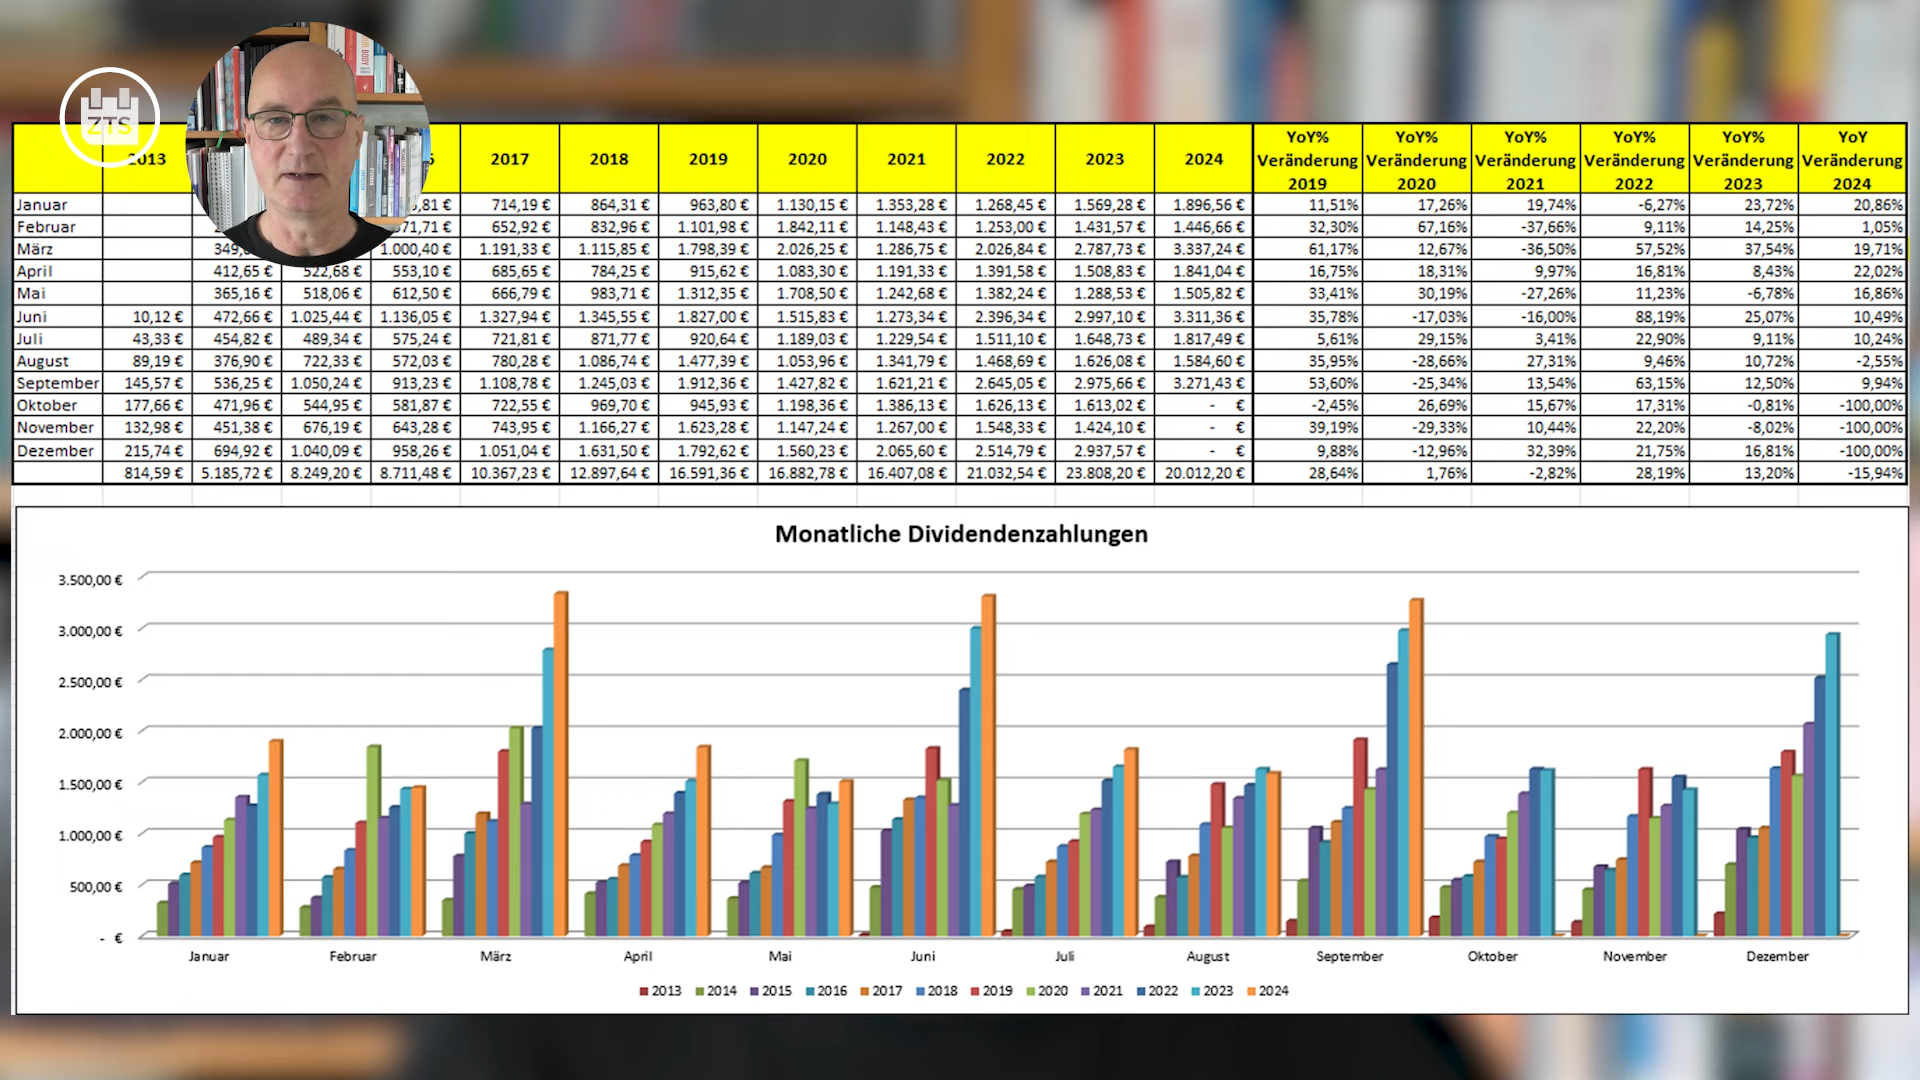 ZTS
2013 2017 2018 2019 2020 2021 2022 2023 2024 YoY% Veränderung 2019 YoY% Veränderung 2020 YoY% Veränderung 2021 YoY% Veränderung 2022 YoY% Veränderung 2023 YoY Veränderung 2024
Januar 714,19 € 864,31 € 963,80 € 1.130,15 € 1.353,28 € 1.268,45 € 1.569,28 € 1.896,56 € 11,51% 17,26% 19,74% -6,27% 23,72% 20,86%
Februar 652,92 € 832,96 € 1.101,98 € 1.842,11 € 1.148,43 € 1.253,00 € 1.431,57 € 1.446,66 € 32,30% 67,16% -37,66% 9,11% 14,25% 1,05%
März 1.000,40 € 1.191,33 € 1.115,85 € 1.798,39 € 2.026,25 € 1.286,75 € 2.026,84 € 2.787,73 € 3.337,24 € 61,17% 12,67% -36,50% 57,52% 37,54% 19,71%
April 412,65 € 522,68 € 553,10 € 685,65 € 784,25 € 915,62 € 1.083,30 € 1.191,33 € 1.391,58 € 1.508,83 € 1.841,04 € 16,75% 18,31% 9,97% 16,81% 8,43% 22,02%
Mai 365,16 € 518,06 € 612,50 € 666,79 € 983,71 € 1.312,35 € 1.708,50 € 1.242,68 € 1.382,24 € 1.288,53 € 1.505,82 € 33,41% 30,19% -27,26% 11,23% -6,78% 16,86%
Juni 10,12 € 472,66 € 1.025,44 € 1.136,05 € 1.327,94 € 1.345,55 € 1.827,00 € 1.515,83 € 1.273,34 € 2.396,34 € 2.997,10 € 3.311,36 € 35,78% -17,03% -16,00% 88,19% 25,07% 10,49%
Juli 43,33 € 454,82 € 489,34 € 575,24 € 721,81 € 871,77 € 920,64 € 1.189,03 € 1.229,54 € 1.511,10 € 1.648,73 € 1.817,49 € 5,61% 29,15% 3,41% 22,90% 9,11% 10,24%
August 89,19 € 376,90 € 722,33 € 572,03 € 780,28 € 1.086,74 € 1.477,39 € 1.053,96 € 1.341,79 € 1.468,69 € 1.626,08 € 1.584,60 € 35,95% -28,66% 27,31% 9,46% 10,72% -2,55%
September 145,57 € 536,25 € 1.050,24 € 913,23 € 1.108,78 € 1.245,03 € 1.912,36 € 1.427,82 € 1.621,21 € 2.645,05 € 2.975,66 € 3.271,43 € 53,60% -25,34% 13,54% 63,15% 12,50% 9,94%
Oktober 177,66 € 471,96 € 544,95 € 581,87 € 722,55 € 969,70 € 945,93 € 1.198,36 € 1.386,13 € 1.626,13 € 1.613,02 € - € -2,45% 26,69% 15,67% 17,31% -0,81% -100,00%
November 132,98 € 451,38 € 676,19 € 643,28 € 743,95 € 1.166,27 € 1.623,28 € 1.147,24 € 1.267,00 € 1.548,33 € 1.424,10 € - € 39,19% -29,33% 10,44% 22,20% -8,02% -100,00%
Dezember 215,74 € 694,92 € 1.040,09 € 958,26 € 1.051,04 € 1.631,50 € 1.792,62 € 1.560,23 € 2.065,60 € 2.514,79 € 2.937,57 € - € 9,88% -12,96% 32,39% 21,75% 16,81% -100,00%
814,59 € 5.185,72 € 8.249,20 € 8.711,48 € 10.367,23 € 12.897,64 € 16.591,36 € 16.882,78 € 16.407,08 € 21.032,54 € 23.808,20 € 20.012,20 € 28,64% 1,76% -2,82% 28,19% 13,20% -15,94%
Monatliche Dividendenzahlungen
3.500,00 €
3.000,00 €
2.500,00 €
2.000,00 €
1.500,00 €
1.000,00 €
500,00 €
- €
Januar Februar März April Mai Juni Juli August September Oktober November Dezember
2013 2014 2015 2016 2017 2018 2019 2020 2021 2022 2023 2024